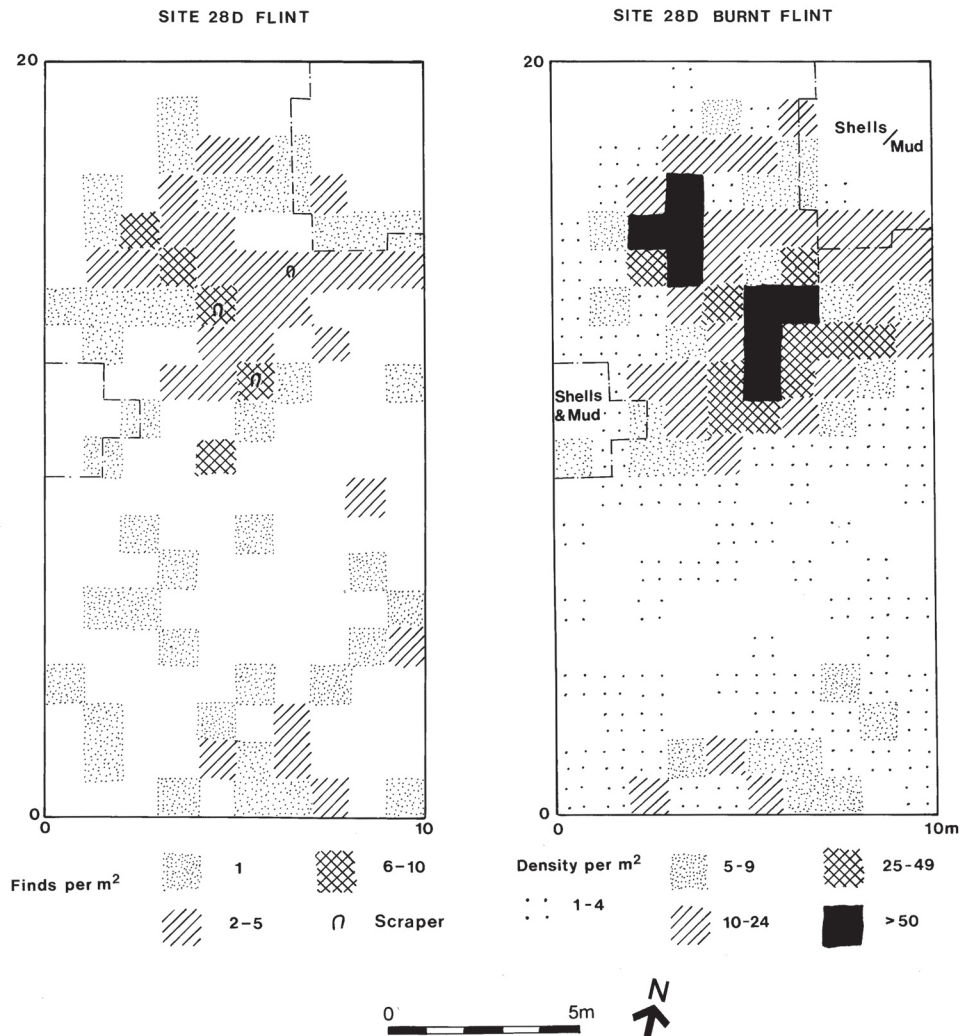 SITE 28D FLINT
SITE 28D BURNT FLINT
20
20
Shells
/ Mud
Shells
& Mud
0
0
0
10
0
10m
Finds per m²
1
6-10
2-5
Scraper
Density per m²
1-4
5-9
25-49
10-24
>50
0
5m
N